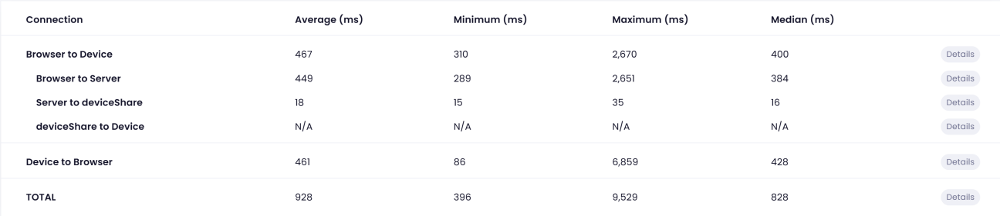 Connection Average (ms) Minimum (ms) Maximum (ms) Median (ms)
Browser to Device 467 310 2,670 400 Details
Browser to Server 449 289 2,651 384 Details
Server to deviceShare 18 15 35 16 Details
deviceShare to Device N/A N/A N/A N/A Details
Device to Browser 461 86 6,859 428 Details
TOTAL 928 396 9,529 828 Details